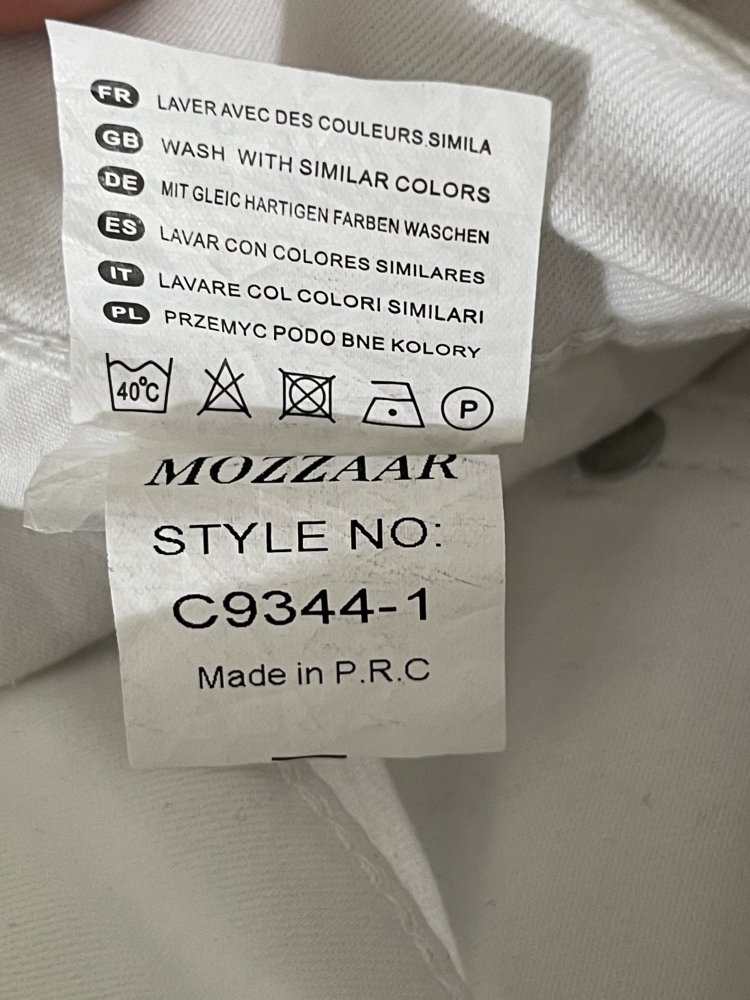 FR LAVER AVEC DES COULEURS SIMILA
GB WASH WITH SIMILAR COLORS
DE MIT GLEIC HARTIGEN FARBEN WASCHEN
ES LAVAR CON COLORES SIMILARES
IT LAVARE COL COLORI SIMILARI
PL PRZEMYC PODO BNE KOLORY
40°C P
MOZZAAR
STYLE NO:
C9344-1
Made in P.R.C